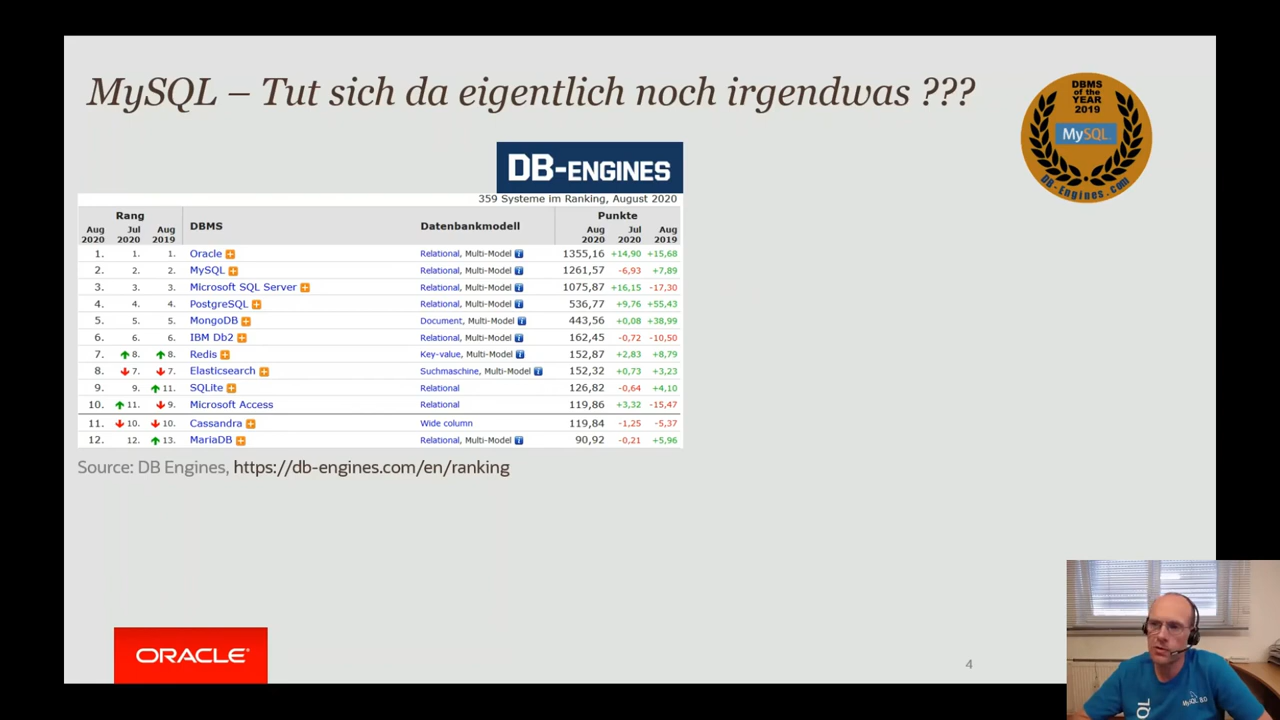 MySQL – Tut sich da eigentlich noch irgendwas ???
DBMS
of the
YEAR
2019
MySQL
DB-Engines.com
DB-ENGINES
359 Systeme im Ranking, August 2020
Rang DBMS Datenbankmodell Punkte
Aug 2020 Jul 2020 Aug 2019 Aug 2020 Jul 2020 Aug 2019
1. 1. 1. Oracle Relational, Multi-Model 1355,16 +14,90 +15,68
2. 2. 2. MySQL Relational, Multi-Model 1261,57 -6,93 +7,89
3. 3. 3. Microsoft SQL Server Relational, Multi-Model 1075,87 +16,15 -17,30
4. 4. 4. PostgreSQL Relational, Multi-Model 536,77 +9,76 +55,43
5. 5. 5. MongoDB Document, Multi-Model 443,56 +0,08 +38,99
6. 6. 6. IBM Db2 Relational, Multi-Model 162,45 -0,72 -10,50
7. 8. 8. Redis Key-value, Multi-Model 152,87 +2,83 +8,79
8. 7. 7. Elasticsearch Suchmaschine, Multi-Model 152,32 +0,73 +3,23
9. 9. 11. SQLite Relational 126,82 -0,64 +4,10
10. 11. 9. Microsoft Access Relational 119,86 +3,32 -15,47
11. 10. 10. Cassandra Wide column 119,84 -1,25 -5,37
12. 12. 13. MariaDB Relational, Multi-Model 90,92 -0,21 +5,96
Source: DB Engines, https://db-engines.com/en/ranking
ORACLE
4
MySQL 8.0
QL